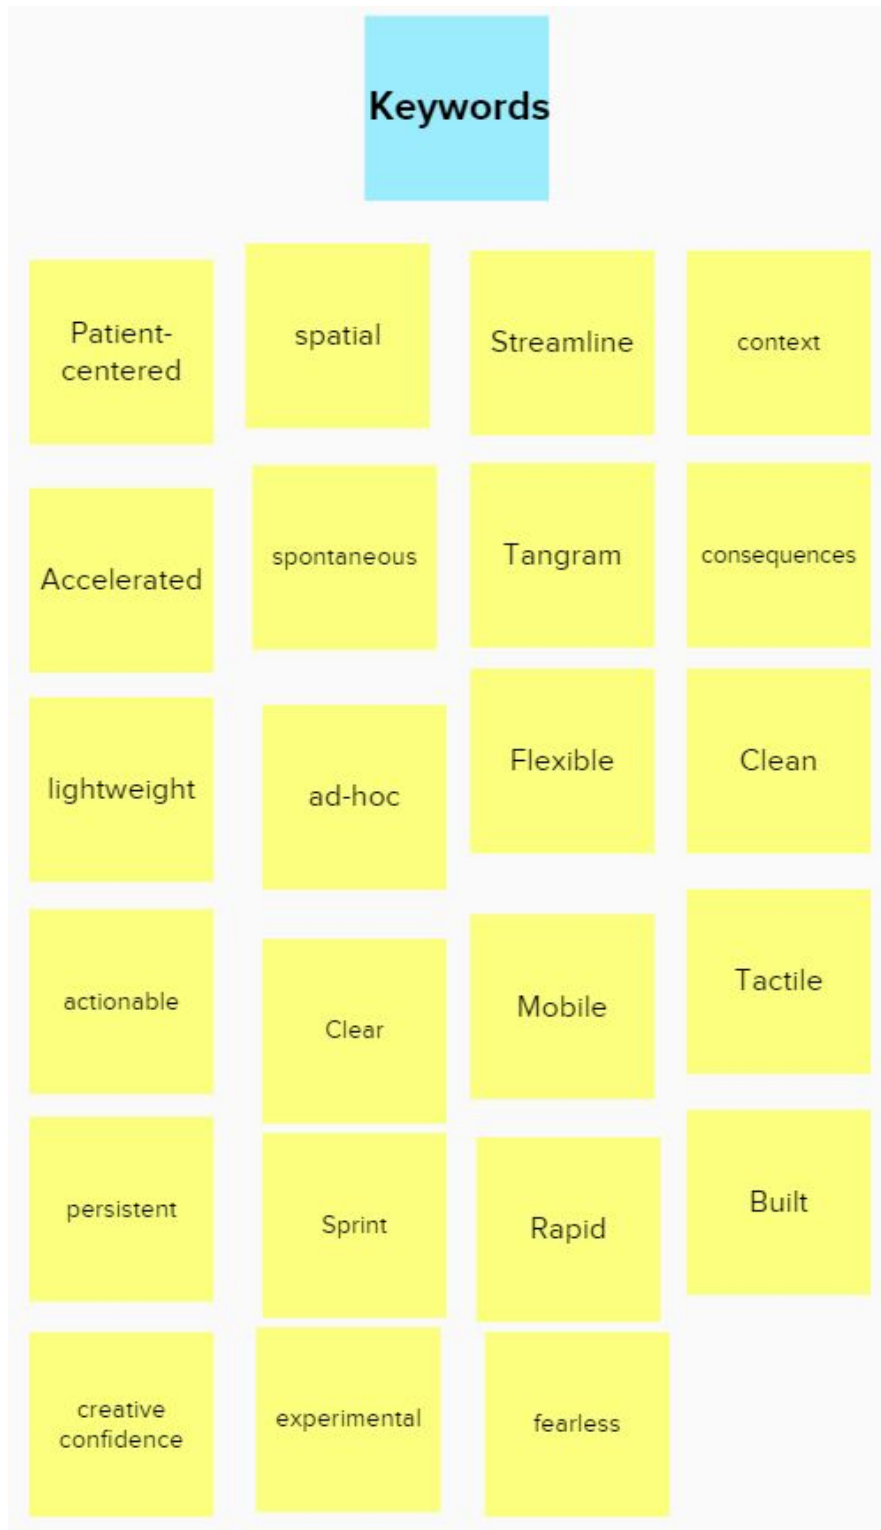 Keywords
Patient-
centered
spatial
Streamline
context
Accelerated
spontaneous
Tangram
consequences
lightweight
ad-hoc
Flexible
Clean
actionable
Clear
Mobile
Tactile
persistent
Sprint
Rapid
Built
creative
confidence
experimental
fearless